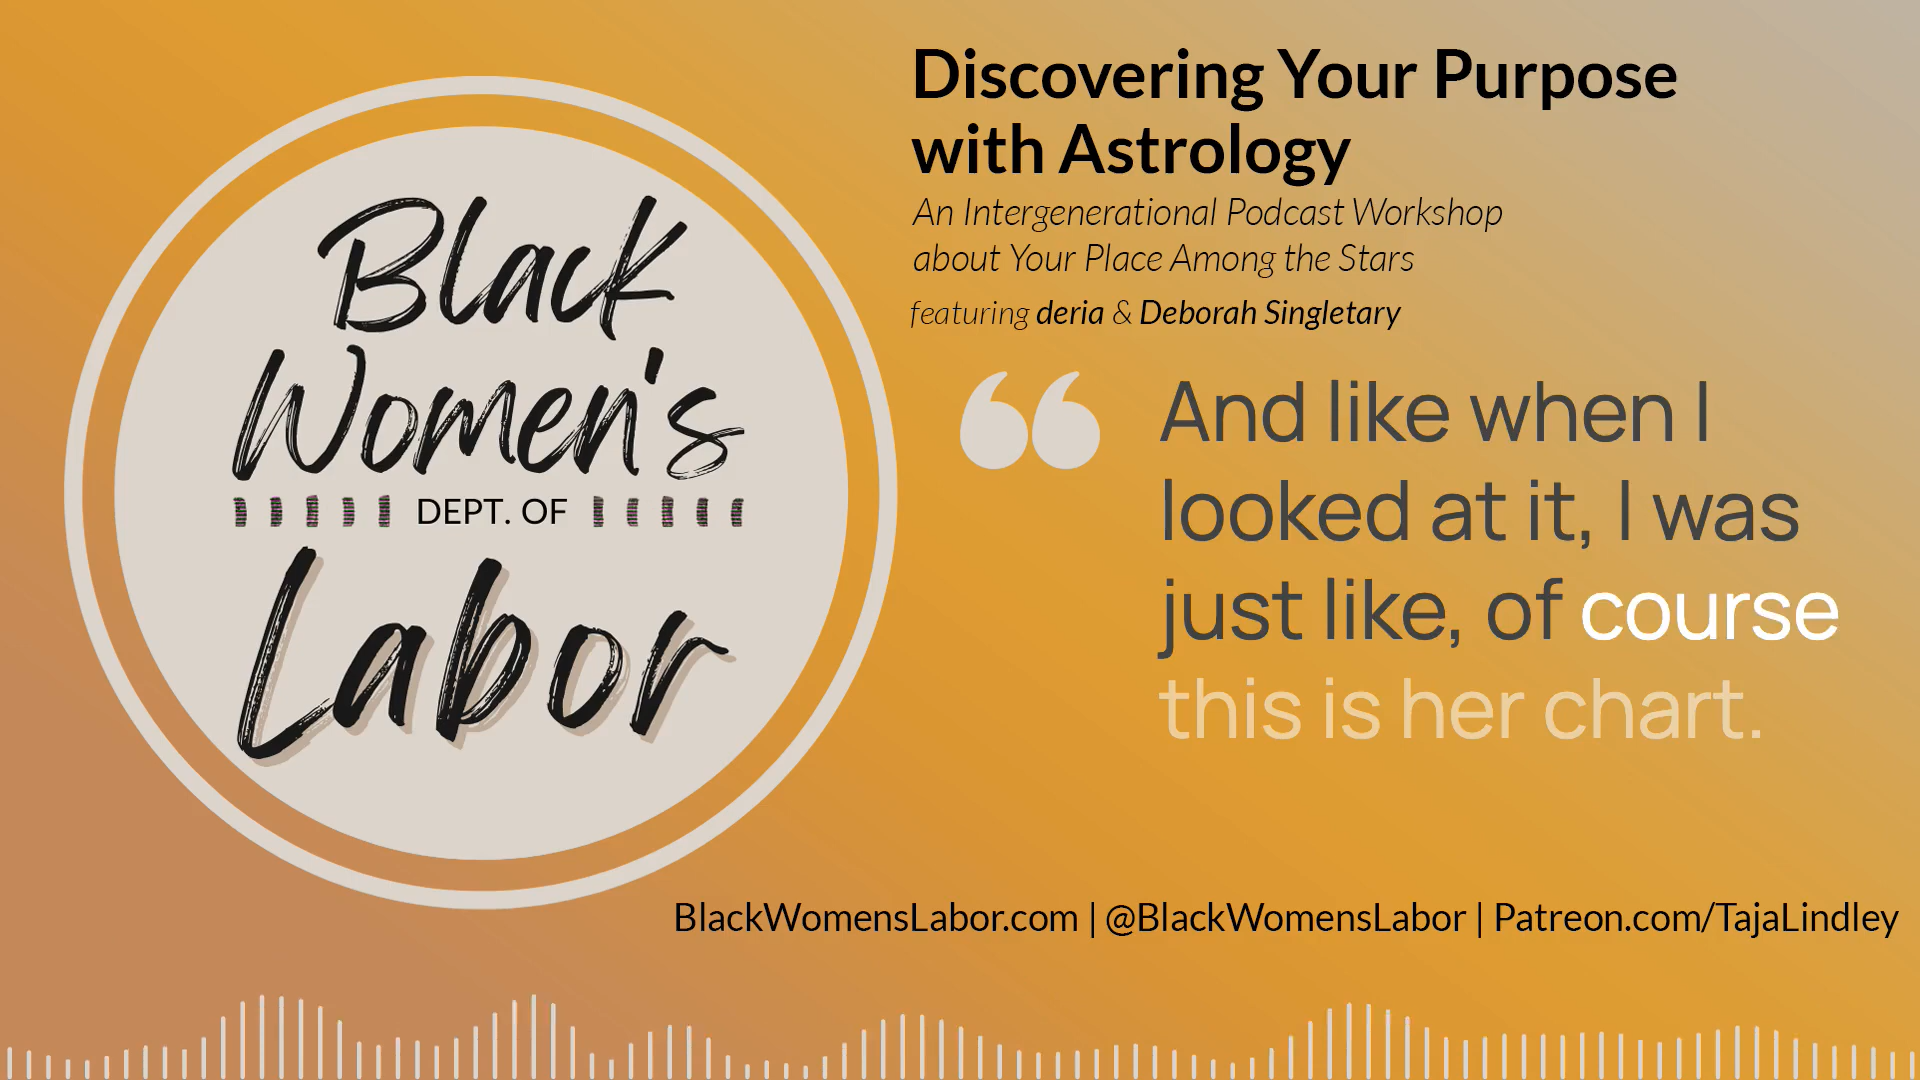 Black
Women's
DEPT. OF
Labor
Discovering Your Purpose
with Astrology
An Intergenerational Podcast Workshop
about Your Place Among the Stars
featuring deria & Deborah Singletary
“
And like when I
looked at it, I was
just like, of course
this is her chart.
BlackWomensLabor.com | @BlackWomensLabor | Patreon.com/TajaLindley